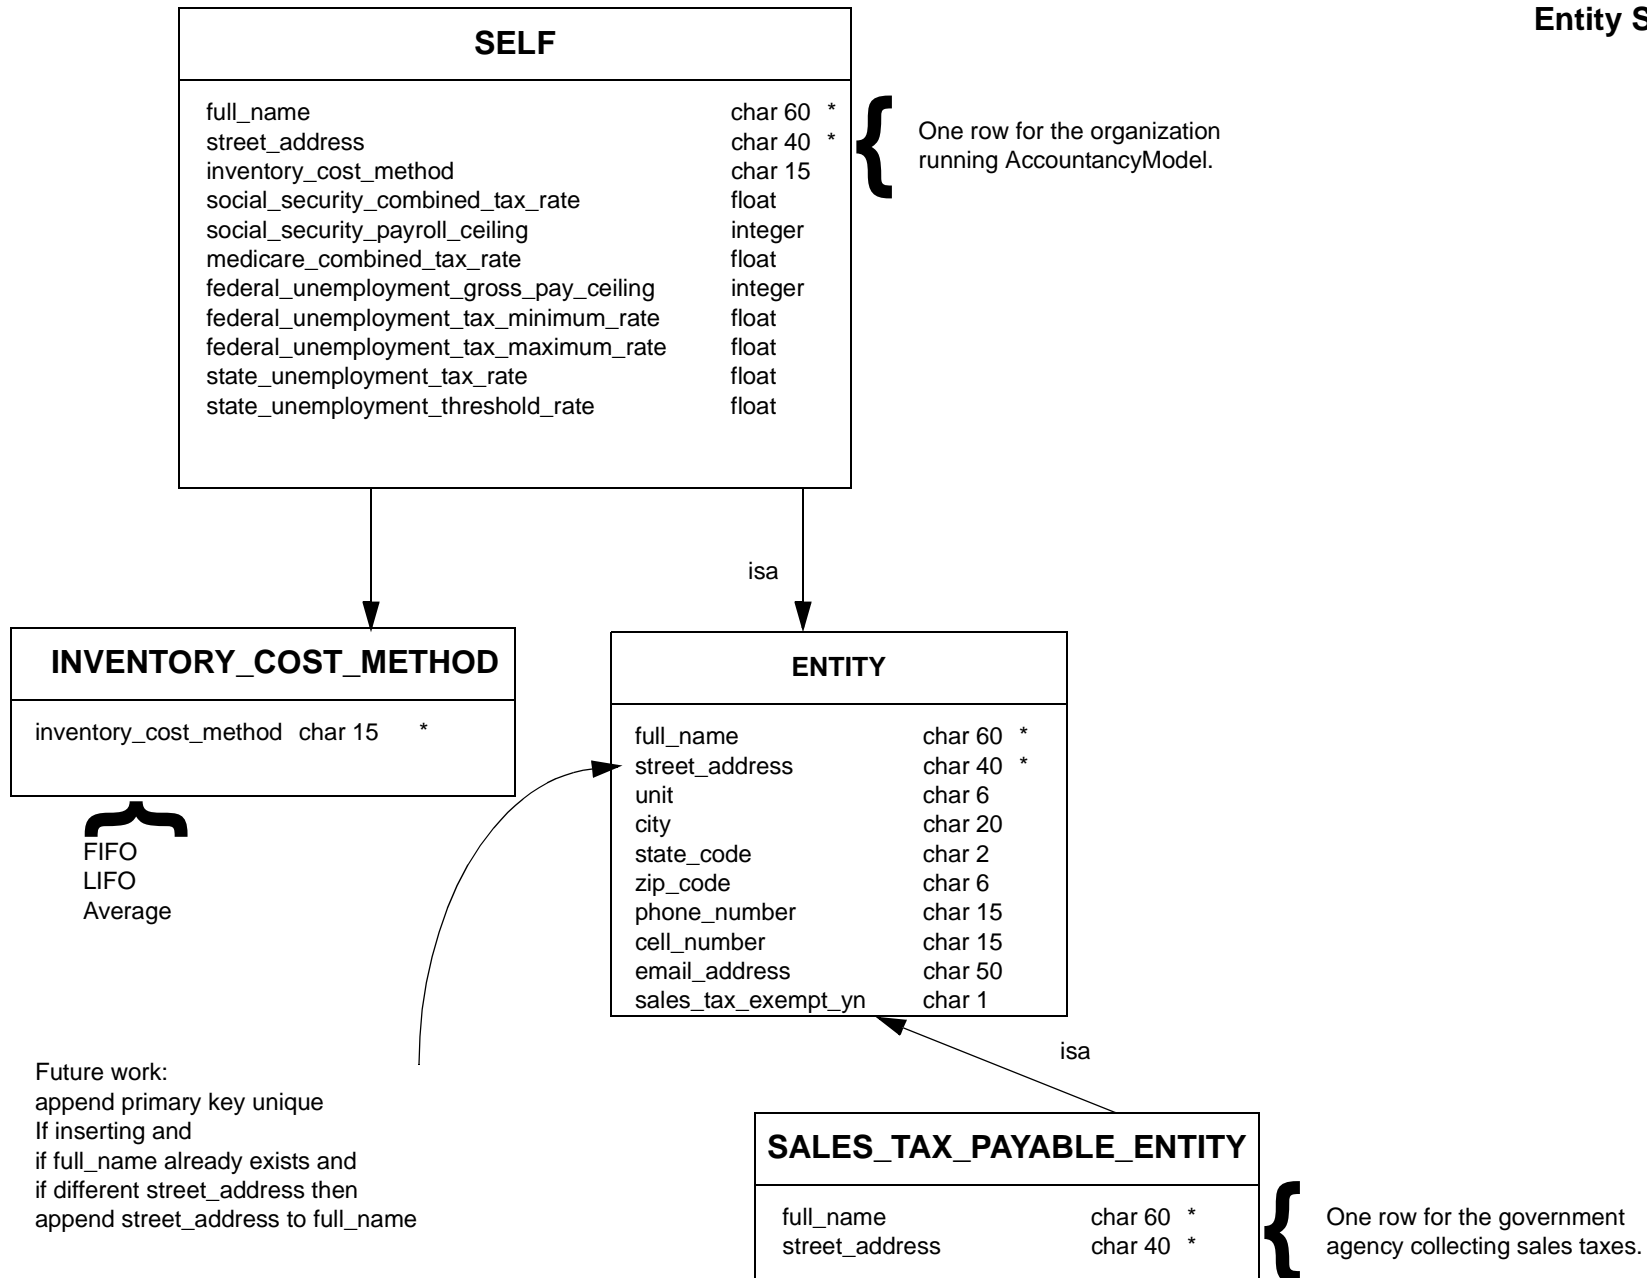 Entity S
SELF
full_name char 60 *
street_address char 40 *
inventory_cost_method char 15
social_security_combined_tax_rate float
social_security_payroll_ceiling integer
medicare_combined_tax_rate float
federal_unemployment_gross_pay_ceiling integer
federal_unemployment_tax_minimum_rate float
federal_unemployment_tax_maximum_rate float
state_unemployment_tax_rate float
state_unemployment_threshold_rate float
One row for the organization
running AccountancyModel.
isa
INVENTORY_COST_METHOD
inventory_cost_method char 15 *
FIFO
LIFO
Average
ENTITY
full_name char 60 *
street_address char 40 *
unit char 6
city char 20
state_code char 2
zip_code char 6
phone_number char 15
cell_number char 15
email_address char 50
sales_tax_exempt_yn char 1
isa
Future work:
append primary key unique
If inserting and
if full_name already exists and
if different street_address then
append street_address to full_name
SALES_TAX_PAYABLE_ENTITY
full_name char 60 *
street_address char 40 *
One row for the government
agency collecting sales taxes.